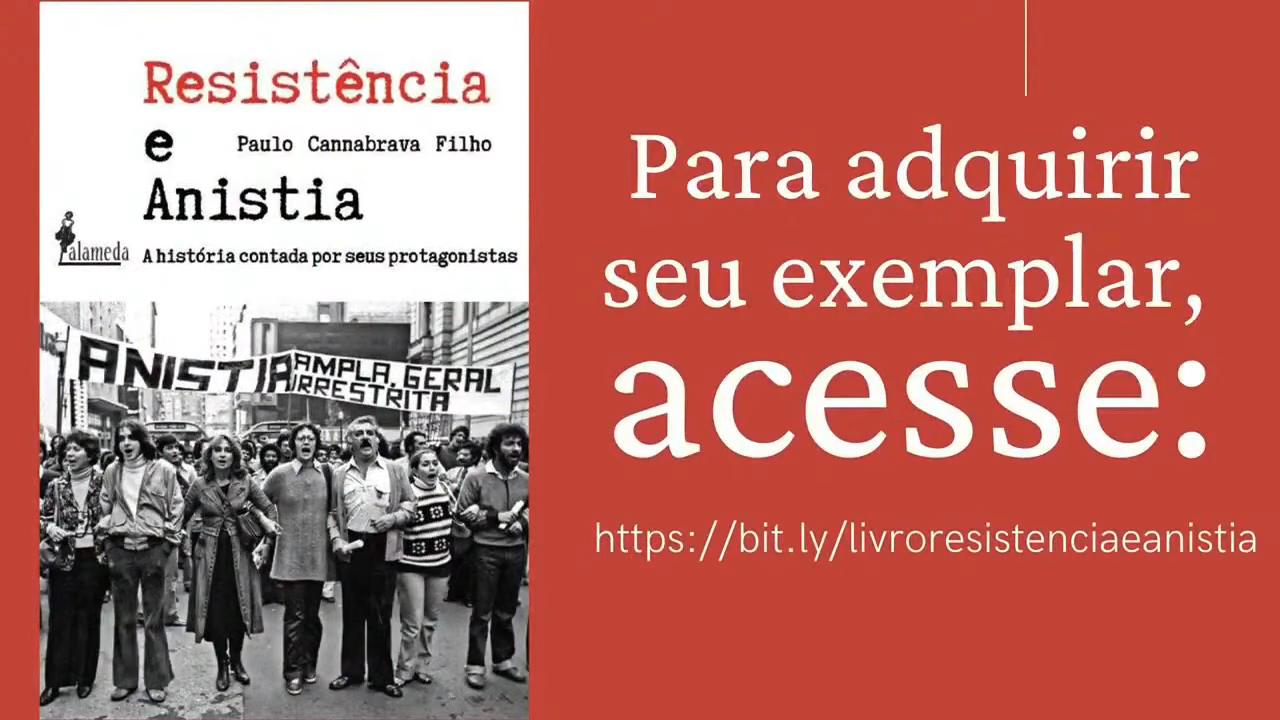 Resistência
e
Paulo Cannabrava Filho
Anistia
alameda
A história contada por seus protagonistas
ANISTIA AMPLA, GERAL
IRRESTRITA
Para adquirir
seu exemplar,
acesse:
https://bit.ly/livroresistenciaeanistia